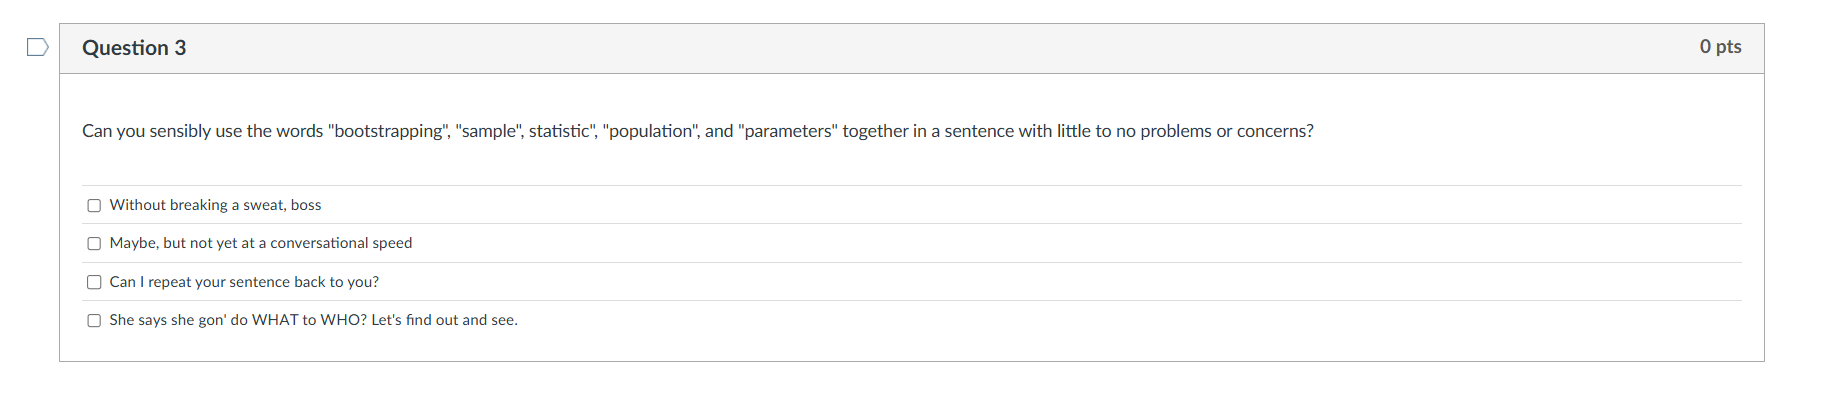 Question 3
0 pts
Can you sensibly use the words "bootstrapping", "sample", statistic", "population", and "parameters" together in a sentence with little to no problems or concerns?
Without breaking a sweat, boss
Maybe, but not yet at a conversational speed
Can I repeat your sentence back to you?
She says she gon' do WHAT to WHO? Let's find out and see.